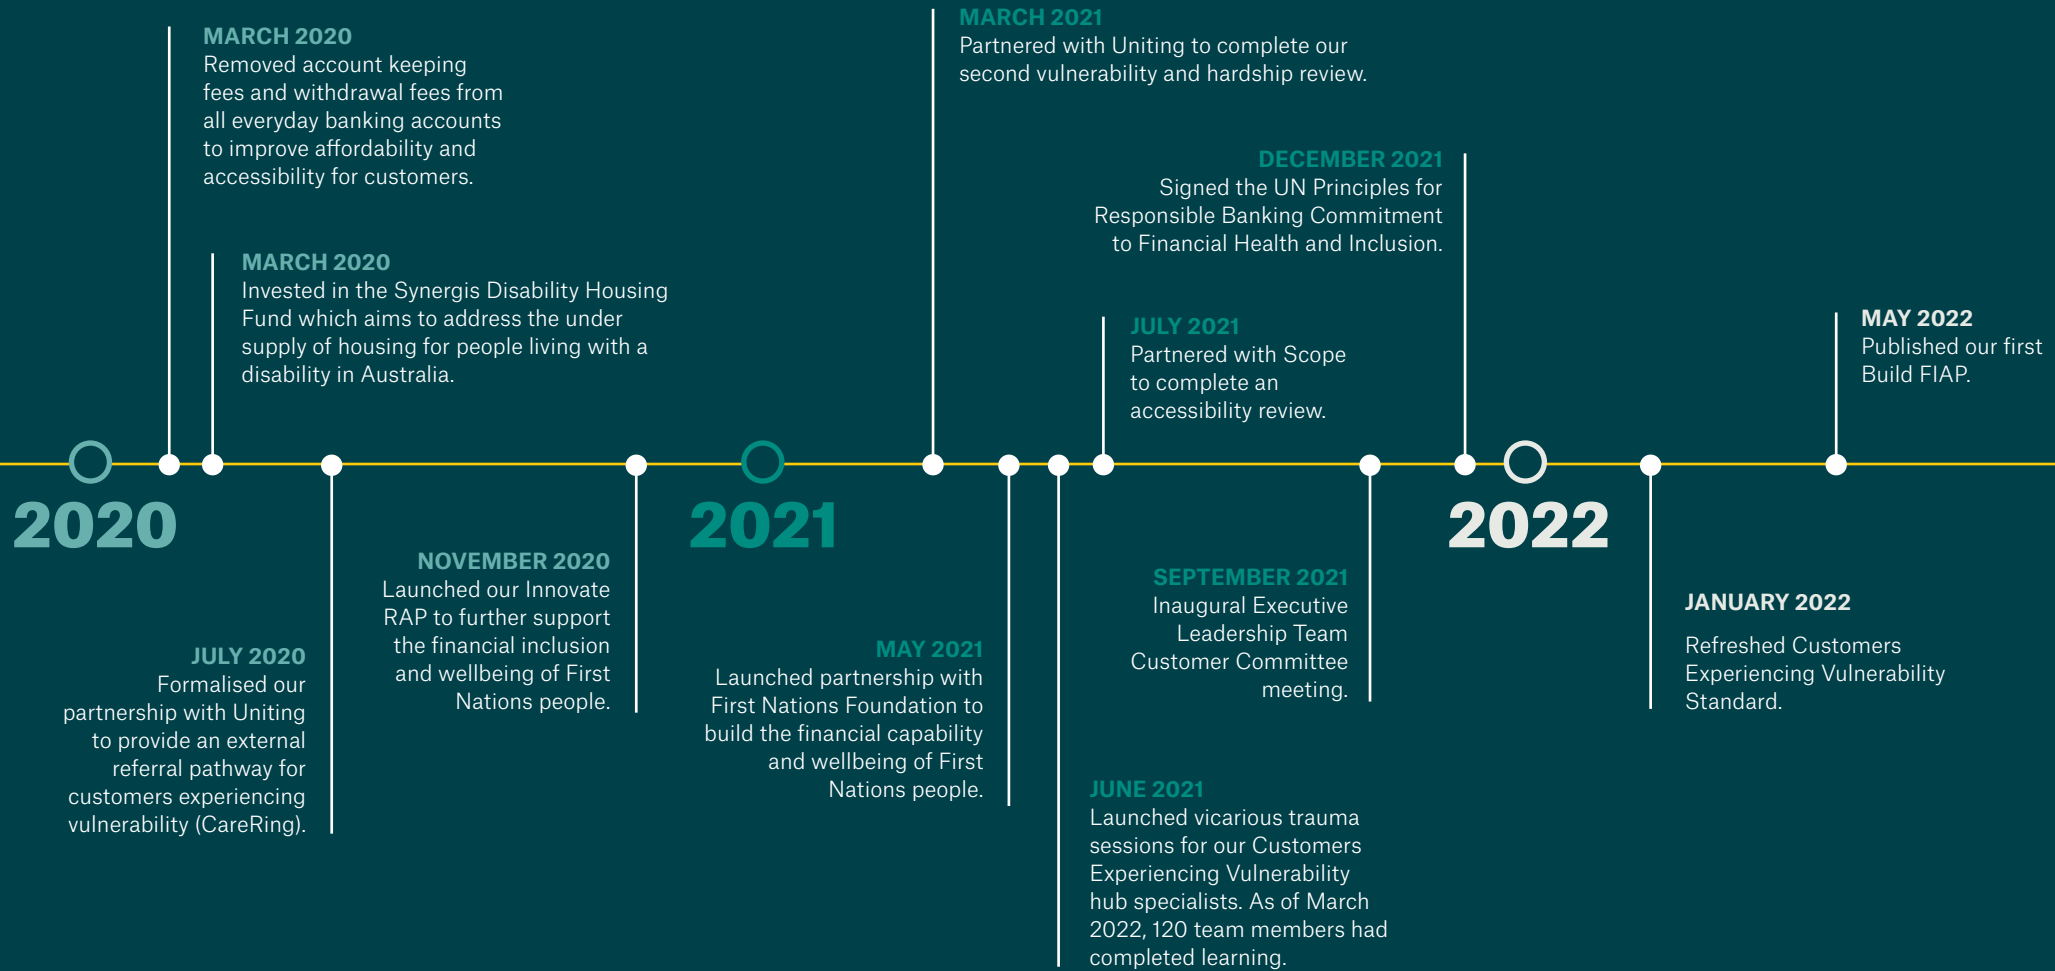 MARCH 2020
Removed account keeping
fees and withdrawal fees from
all everyday banking accounts
to improve affordability and
accessibility for customers.
MARCH 2020
Invested in the Synergis Disability Housing
Fund which aims to address the under
supply of housing for people living with a
disability in Australia.
MARCH 2021
Partnered with Uniting to complete our
second vulnerability and hardship review.
DECEMBER 2021
Signed the UN Principles for
Responsible Banking Commitment
to Financial Health and Inclusion.
JULY 2021
Partnered with Scope
to complete an
accessibility review.
MAY 2022
Published our first
Build FIAP.
2020
2021
2022
JULY 2020
Formalised our
partnership with Uniting
to provide an external
referral pathway for
customers experiencing
vulnerability (CareRing).
NOVEMBER 2020
Launched our Innovate
RAP to further support
the financial inclusion
and wellbeing of First
Nations people.
MAY 2021
Launched partnership with
First Nations Foundation to
build the financial capability
and wellbeing of First
Nations people.
JUNE 2021
Launched vicarious trauma
sessions for our Customers
Experiencing Vulnerability
hub specialists. As of March
2022, 120 team members had
completed learning.
SEPTEMBER 2021
Inaugural Executive
Leadership Team
Customer Committee
meeting.
JANUARY 2022
Refreshed Customers
Experiencing Vulnerability
Standard.